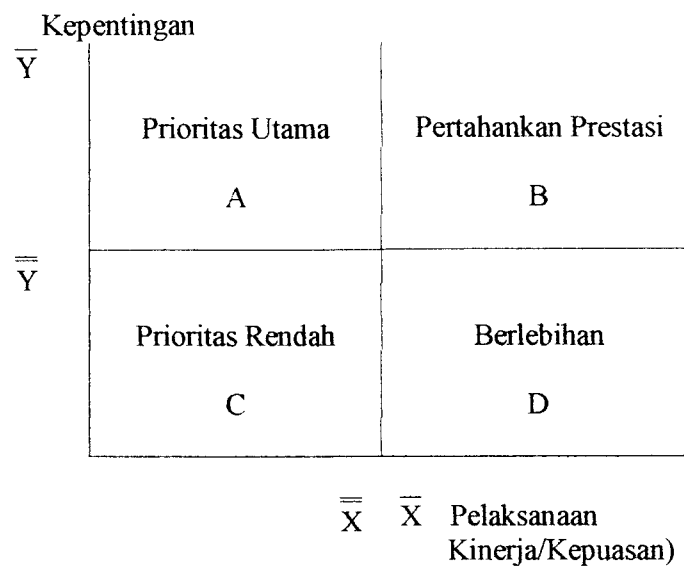 Kepentingan
Y̅
Prioritas Utama Pertahankan Prestasi
A B
Y̿
Prioritas Rendah Berlebihan
C D
X̿ X̅ Pelaksanaan
Kinerja/Kepuasan)